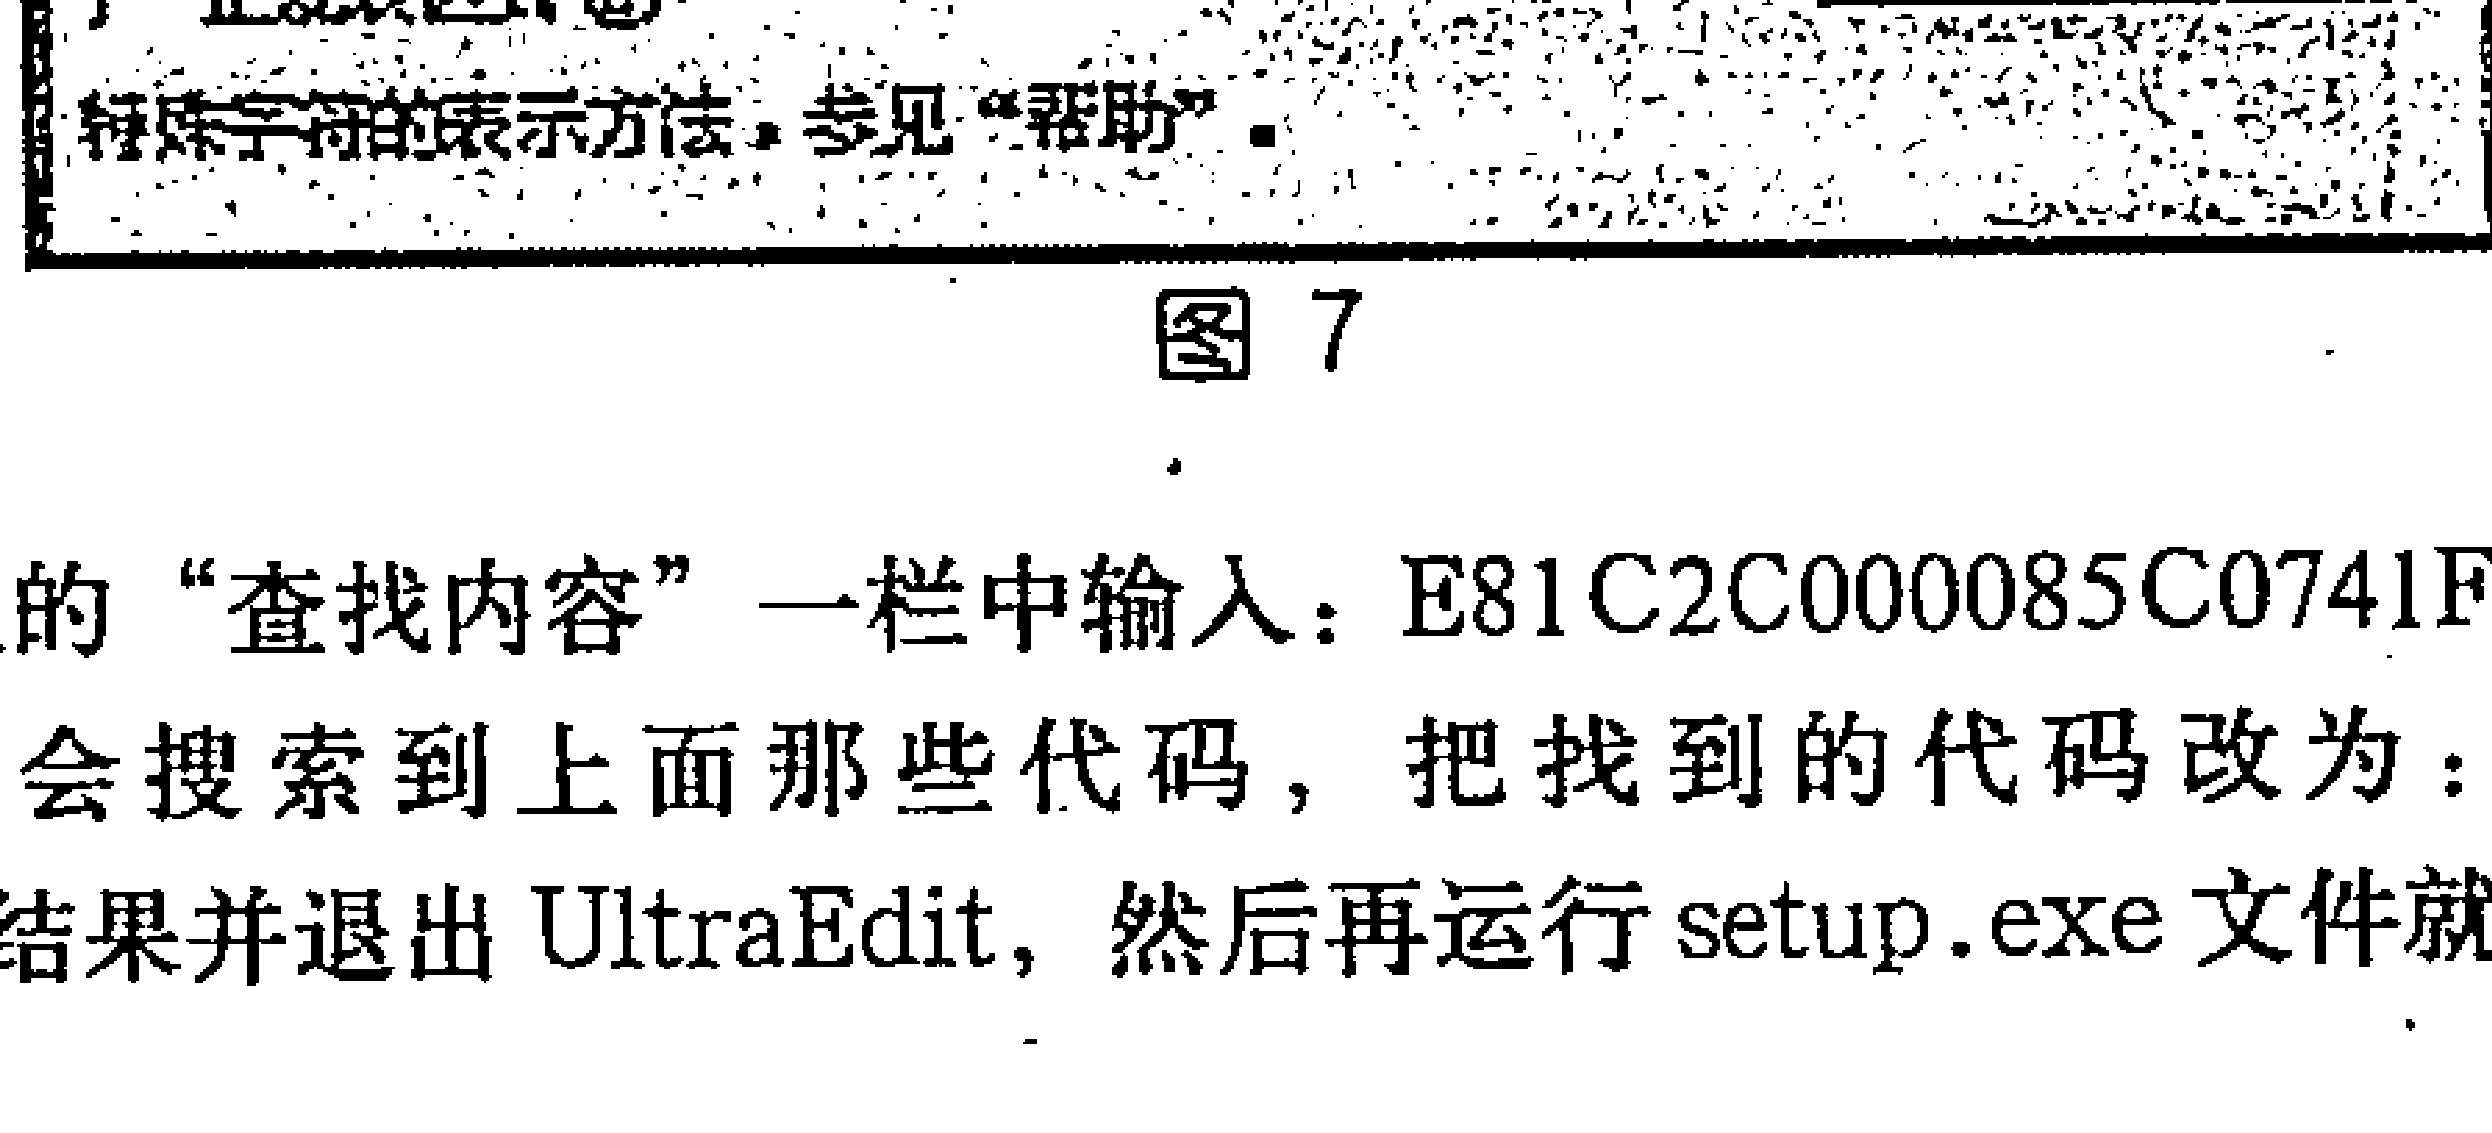 特殊字符的表示方法.参见“帮助”.
图 7
的“查找内容”一栏中输入：E81C2C000085C0741F
会搜索到上面那些代码，把找到的代码改为：
结果并退出 UltraEdit，然后再运行 setup.exe 文件就